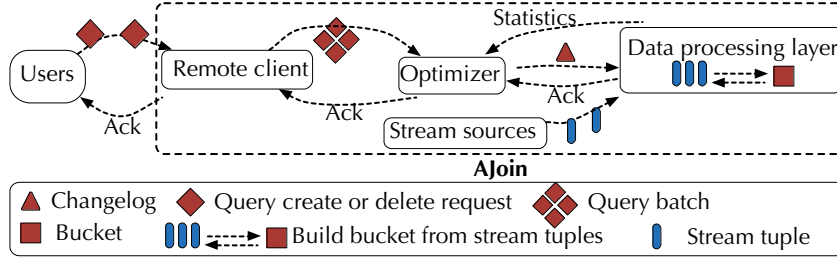 Statistics
Users
Remote client
Optimizer
Data processing layer
Ack
Ack
Ack
Stream sources
AJoin
Changelog
Query create or delete request
Query batch
Bucket
Build bucket from stream tuples
Stream tuple